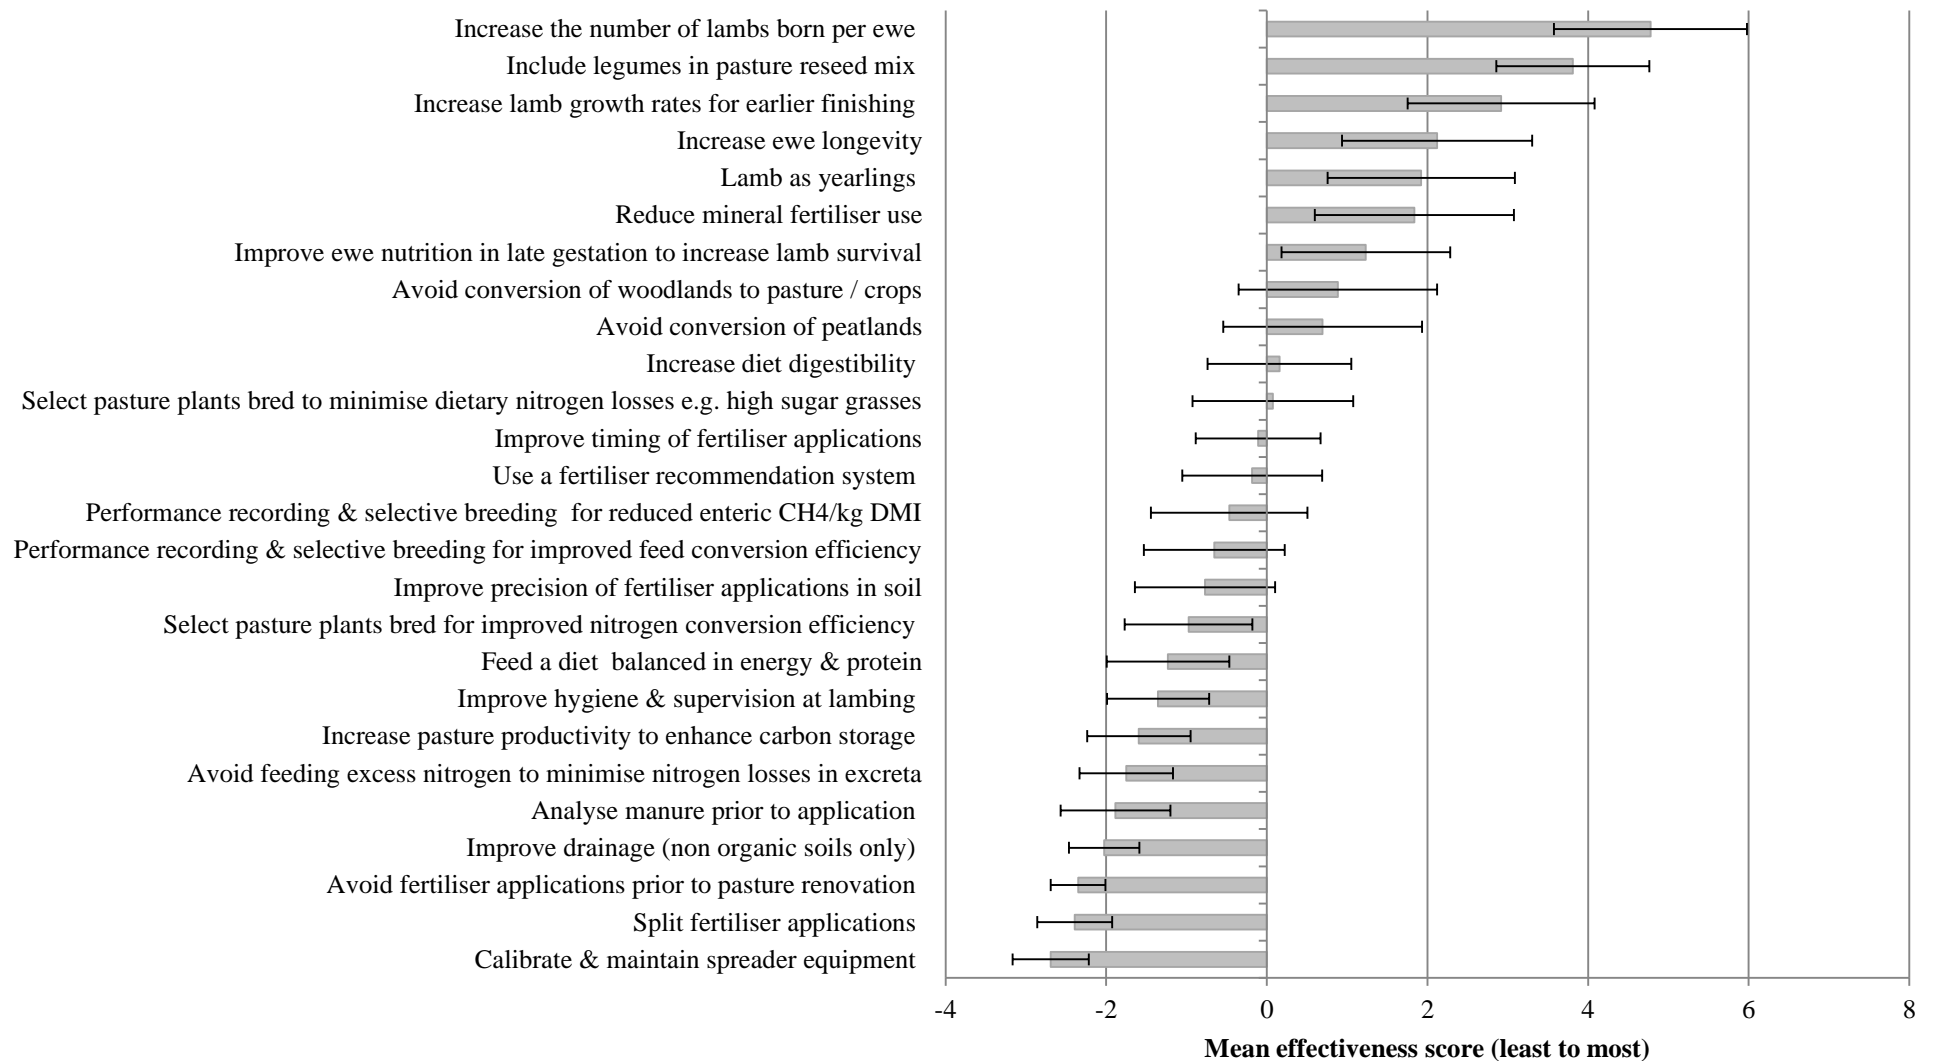 Increase the number of lambs born per ewe
Include legumes in pasture reseed mix
Increase lamb growth rates for earlier finishing
Increase ewe longevity
Lamb as yearlings
Reduce mineral fertiliser use
Improve ewe nutrition in late gestation to increase lamb survival
Avoid conversion of woodlands to pasture / crops
Avoid conversion of peatlands
Increase diet digestibility
Select pasture plants bred to minimise dietary nitrogen losses e.g. high sugar grasses
Improve timing of fertiliser applications
Use a fertiliser recommendation system
Performance recording & selective breeding  for reduced enteric CH4/kg DMI
Performance recording & selective breeding for improved feed conversion efficiency
Improve precision of fertiliser applications in soil
Select pasture plants bred for improved nitrogen conversion efficiency
Feed a diet  balanced in energy & protein
Improve hygiene & supervision at lambing
Increase pasture productivity to enhance carbon storage
Avoid feeding excess nitrogen to minimise nitrogen losses in excreta
Analyse manure prior to application
Improve drainage (non organic soils only)
Avoid fertiliser applications prior to pasture renovation
Split fertiliser applications
Calibrate & maintain spreader equipment
-4 -2 0 2 4 6 8
Mean effectiveness score (least to most)